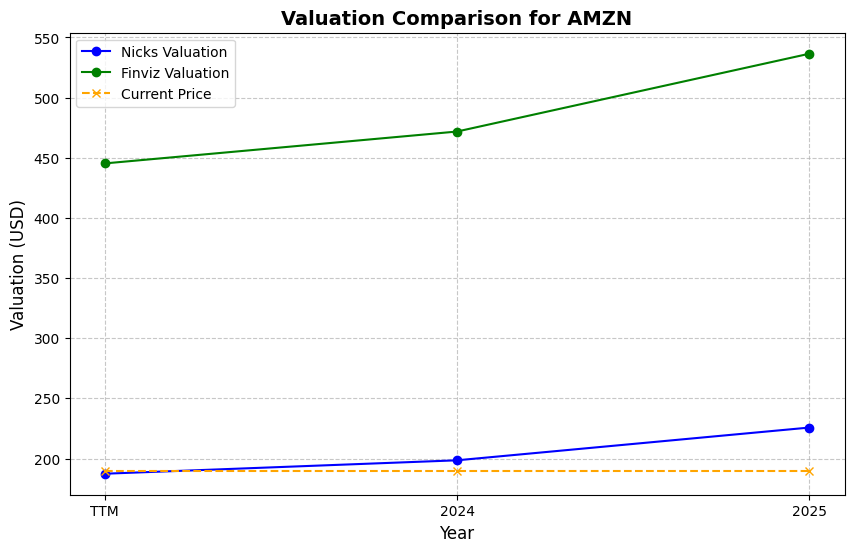 Valuation Comparison for AMZN
Nicks Valuation
Finviz Valuation
Current Price
Valuation (USD)
550
500
450
400
350
300
250
200
TTM
2024
2025
Year